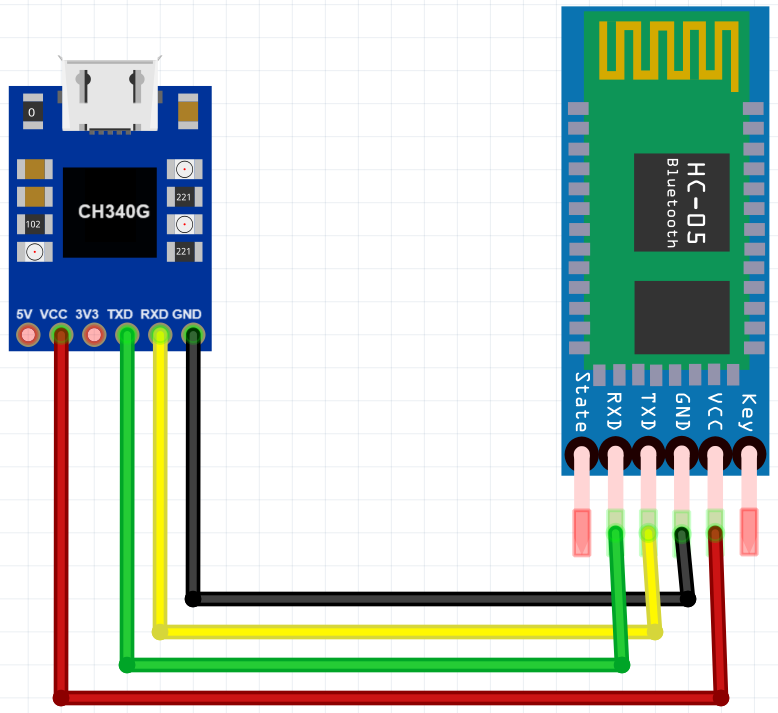 0
102
CH340G
221
221
5V VCC 3V3 TXD RXD GND
HC-05
Bluetooth
State
RXD
TXD
GND
VCC
Key